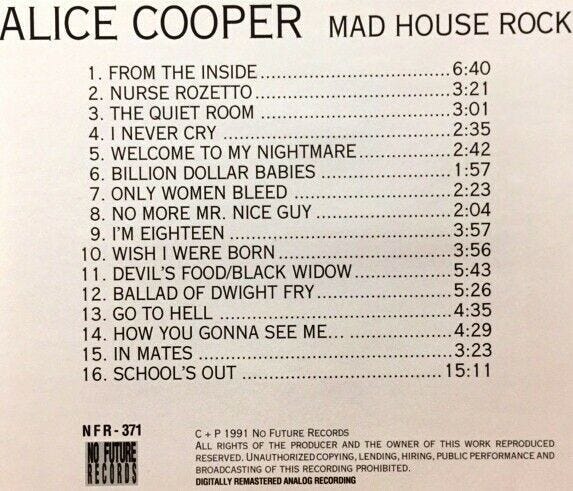 ALICE COOPER MAD HOUSE ROCK
1. FROM THE INSIDE ........................ 6:40
2. NURSE ROZETTO ........................ 3:21
3. THE QUIET ROOM ........................ 3:01
4. I NEVER CRY ........................ 2:35
5. WELCOME TO MY NIGHTMARE ............ 2:42
6. BILLION DOLLAR BABIES ................ 1:57
7. ONLY WOMEN BLEED .................... 2:23
8. NO MORE MR. NICE GUY ................ 2:04
9. I'M EIGHTEEN ........................ 3:57
10. WISH I WERE BORN .................... 3:56
11. DEVIL'S FOOD/BLACK WIDOW ............ 5:43
12. BALLAD OF DWIGHT FRY ................ 5:26
13. GO TO HELL ........................ 4:35
14. HOW YOU GONNA SEE ME... ............ 4:29
15. IN MATES ........................ 3:23
16. SCHOOL'S OUT ........................ 15:11
NFR-371
NO FUTURE
RECORDS
C + P 1991 NO FUTURE RECORDS
ALL RIGHTS OF THE PRODUCER AND THE OWNER OF THIS WORK REPRODUCED
RESERVED. UNAUTHORIZED COPYING, LENDING, HIRING, PUBLIC PERFORMANCE AND
BROADCASTING OF THIS RECORDING PROHIBITED.
DIGITALLY REMASTERED ANALOG RECORDING